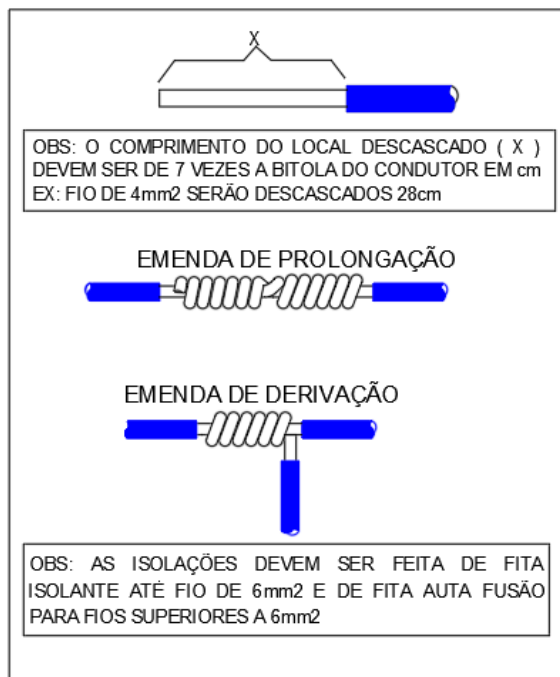 X
OBS: O COMPRIMENTO DO LOCAL DESCASCADO ( X )
DEVEM SER DE 7 VEZES A BITOLA DO CONDUTOR EM cm
EX: FIO DE 4mm2 SERÃO DESCASCADOS 28cm
EMENDA DE PROLONGAÇÃO
EMENDA DE DERIVAÇÃO
OBS: AS ISOLAÇÕES DEVEM SER FEITA DE FITA
ISOLANTE ATÉ FIO DE 6mm2 E DE FITA AUTA FUSÃO
PARA FIOS SUPERIORES A 6mm2